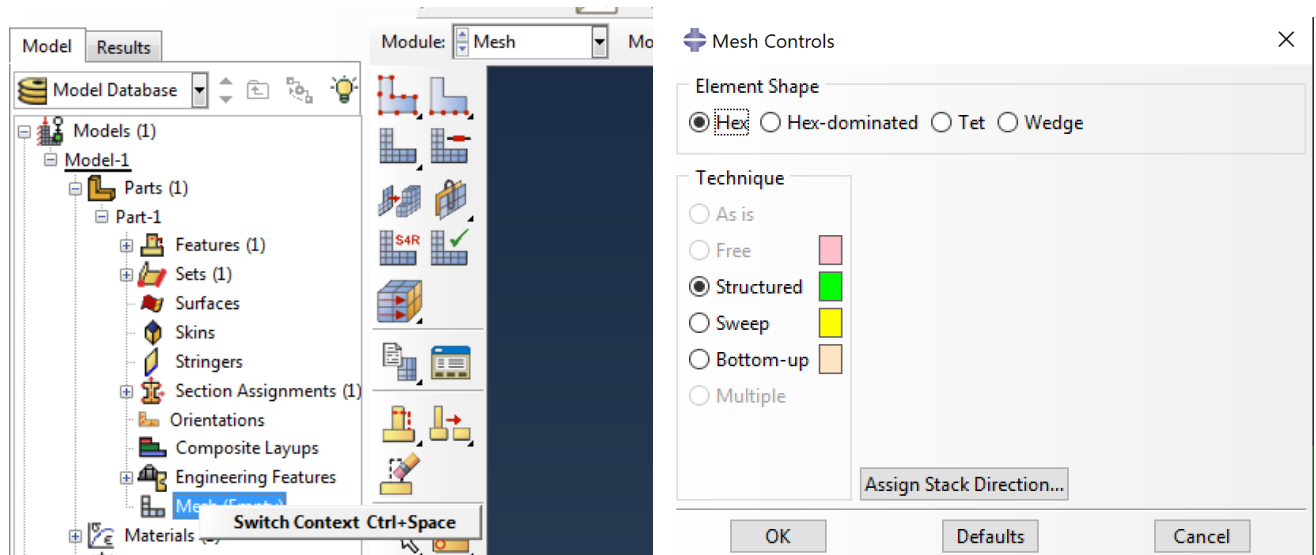 Model Results
Model Database
Models (1)
Model-1
Parts (1)
Part-1
Features (1)
Sets (1)
Surfaces
Skins
Stringers
Section Assignments (1)
Orientations
Composite Layups
Engineering Features
Mesh (Empty)
Switch Context Ctrl+Space
Materials
Module: Mesh Mo
S4R
Mesh Controls
Element Shape
Hex Hex-dominated Tet Wedge
Technique
As is
Free
Structured
Sweep
Bottom-up
Multiple
Assign Stack Direction...
OK Defaults Cancel